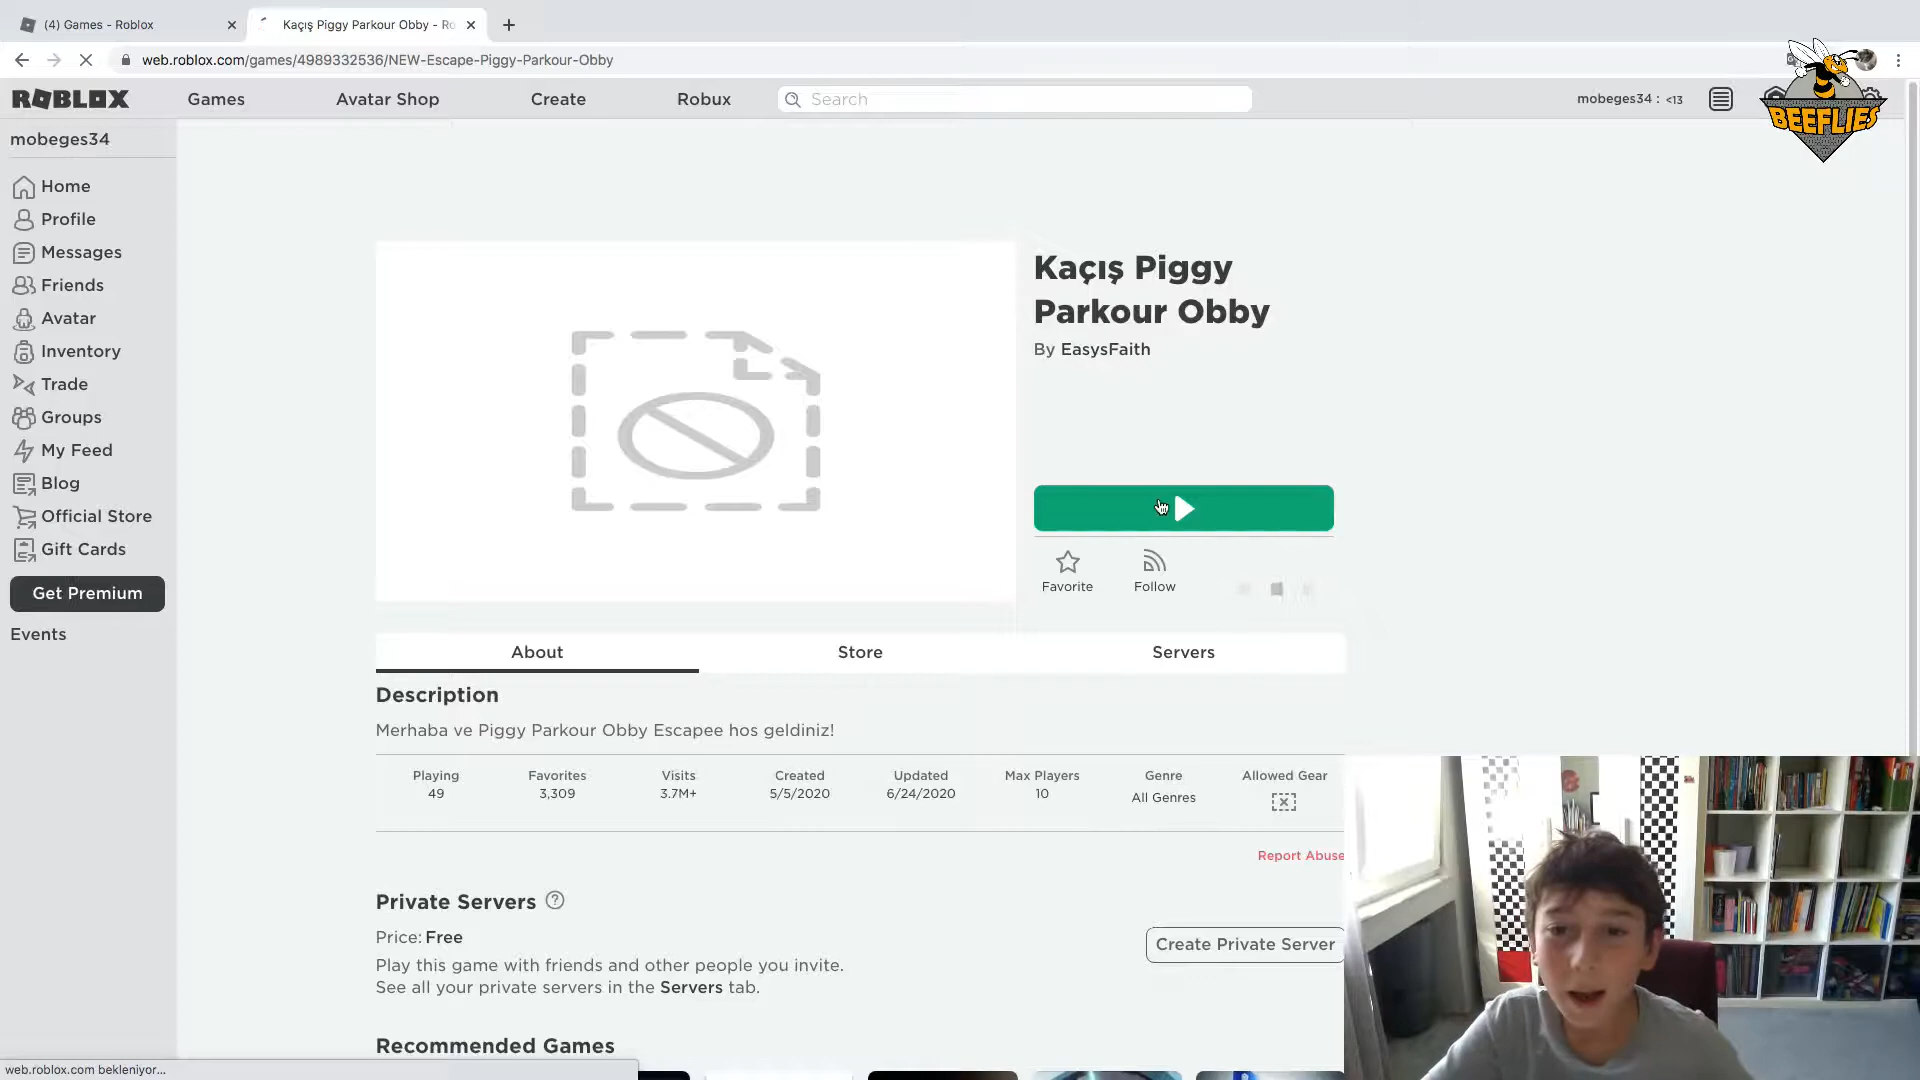 (4) Games - Roblox
Kaçış Piggy Parkour Obby - Ro
web.roblox.com/games/4989332536/NEW-Escape-Piggy-Parkour-Obby
ROBLOX
Games
Avatar Shop
Create
Robux
Search
mobeges34 : <13
BEEFLIES
mobeges34
Home
Profile
Messages
Friends
Avatar
Inventory
Trade
Groups
My Feed
Blog
Official Store
Gift Cards
Get Premium
Events
Kaçış Piggy
Parkour Obby
By EasysFaith
Favorite
Follow
About
Store
Servers
Description
Merhaba ve Piggy Parkour Obby Escapee hos geldiniz!
Playing
Favorites
Visits
Created
Updated
Max Players
Genre
Allowed Gear
49
3,309
3.7M+
5/5/2020
6/24/2020
10
All Genres
Report Abuse
Private Servers
Price: Free
Create Private Server
Play this game with friends and other people you invite.
See all your private servers in the Servers tab.
Recommended Games
web.roblox.com bekleniyor...